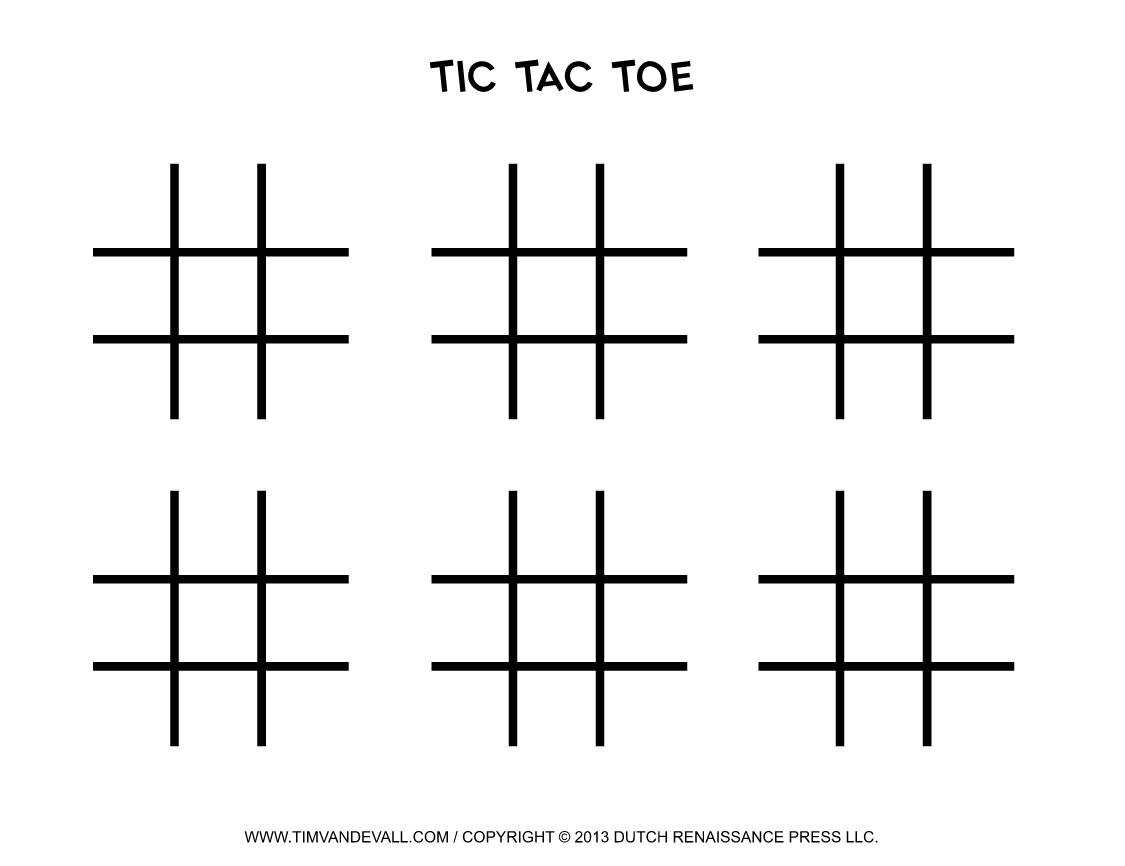 TIC TAC TOE
WWW.TIMVANDEVALL.COM / COPYRIGHT © 2013 DUTCH RENAISSANCE PRESS LLC.